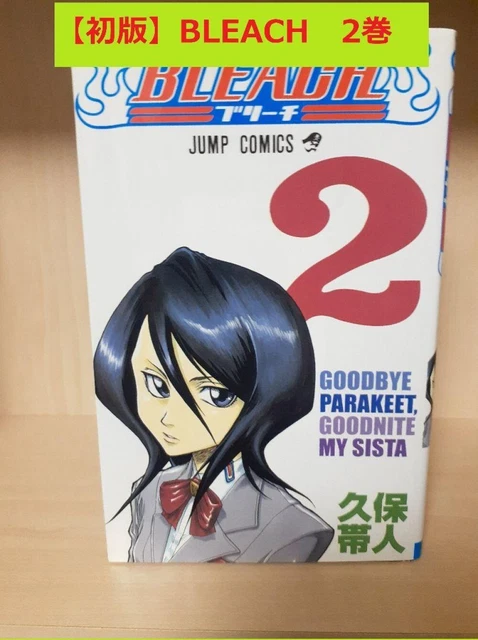 【初版】BLEACH　2巻
BLEACH
ブリーチ
JUMP COMICS
2
GOODBYE
PARAKEET,
GOODNITE
MY SISTA
久保
帯人